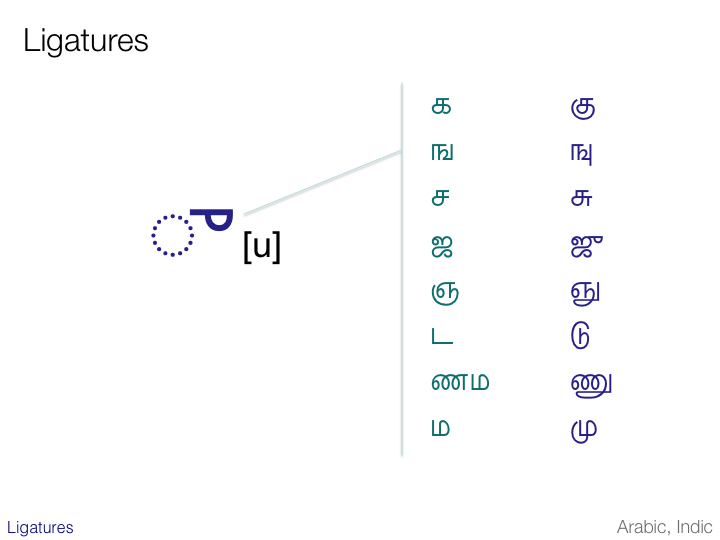 Ligatures
ு [u]
க கு
ங ஙு
ச சு
ஜ ஜு
ஞ ஞு
ட டு
ணம ணு
ம மு
Ligatures
Arabic, Indic